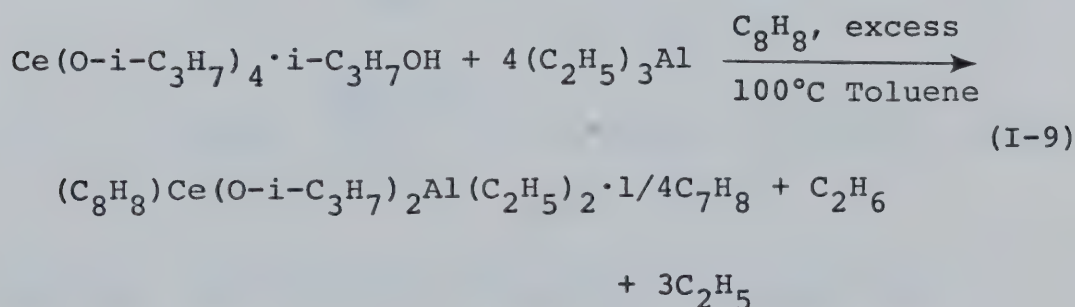 C₈H₈, excess
Ce(O-i-C₃H₇)₄·i-C₃H₇OH + 4(C₂H₅)₃Al
100°C Toluene
(I-9)
(C₈H₈)Ce(O-i-C₃H₇)₂Al(C₂H₅)₂·1/4C₇H₈ + C₂H₆
+ 3C₂H₅